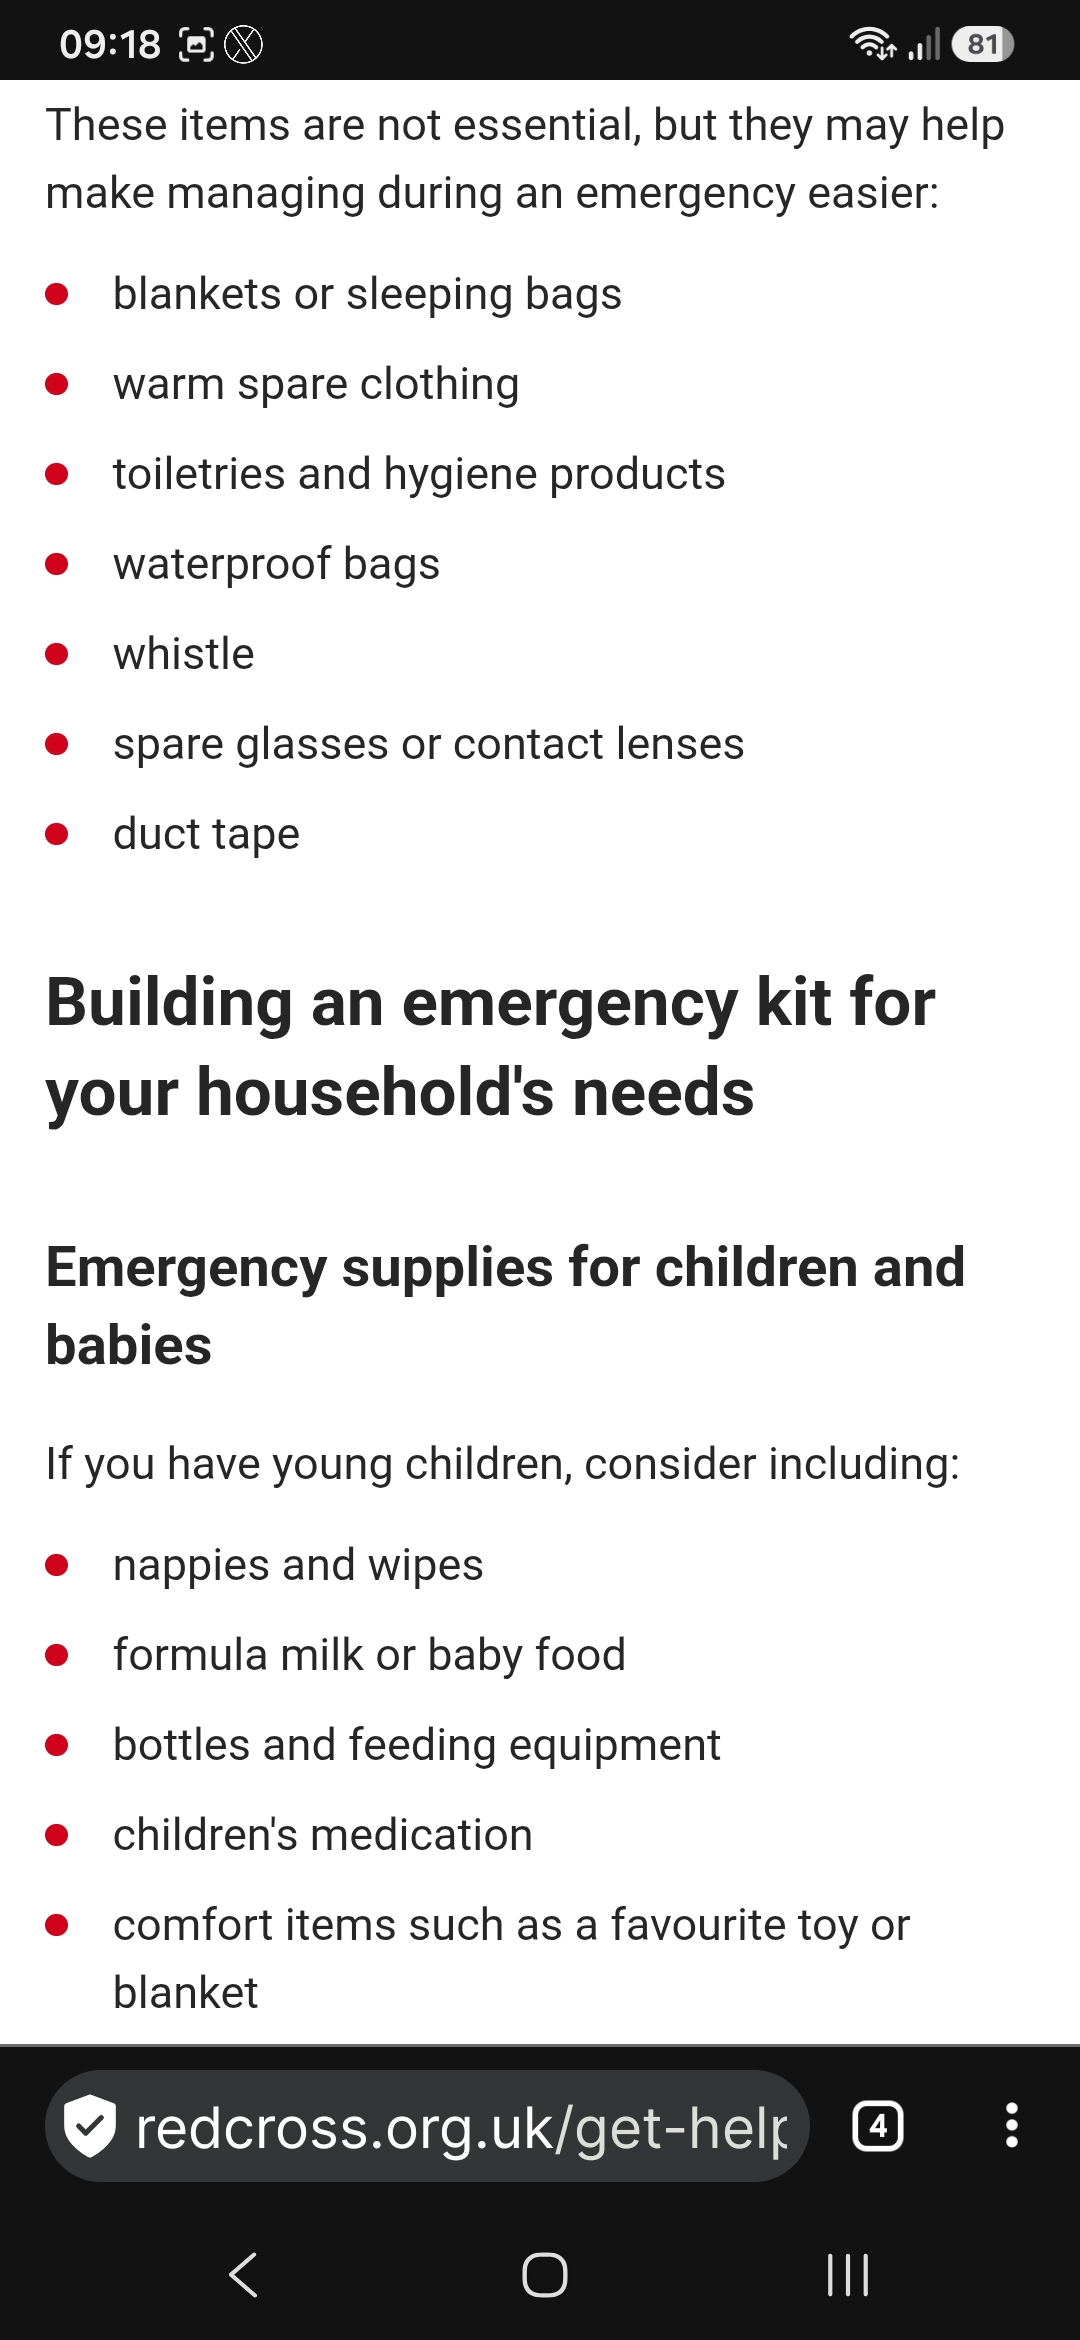 09:18
81
These items are not essential, but they may help
make managing during an emergency easier:
blankets or sleeping bags
warm spare clothing
toiletries and hygiene products
waterproof bags
whistle
spare glasses or contact lenses
duct tape
Building an emergency kit for
your household's needs
Emergency supplies for children and
babies
If you have young children, consider including:
nappies and wipes
formula milk or baby food
bottles and feeding equipment
children's medication
comfort items such as a favourite toy or
blanket
redcross.org.uk/get-help
4